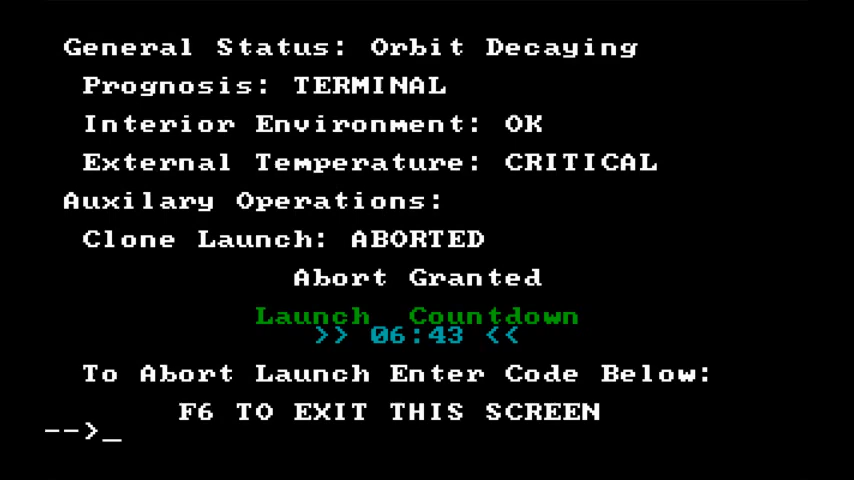 General Status: Orbit Decaying
Prognosis: TERMINAL
Interior Environment: OK
External Temperature: CRITICAL
Auxilary Operations:
Clone Launch: ABORTED
Abort Granted
Launch Countdown
>> 06:43 <<
To Abort Launch Enter Code Below:
F6 TO EXIT THIS SCREEN
-->_